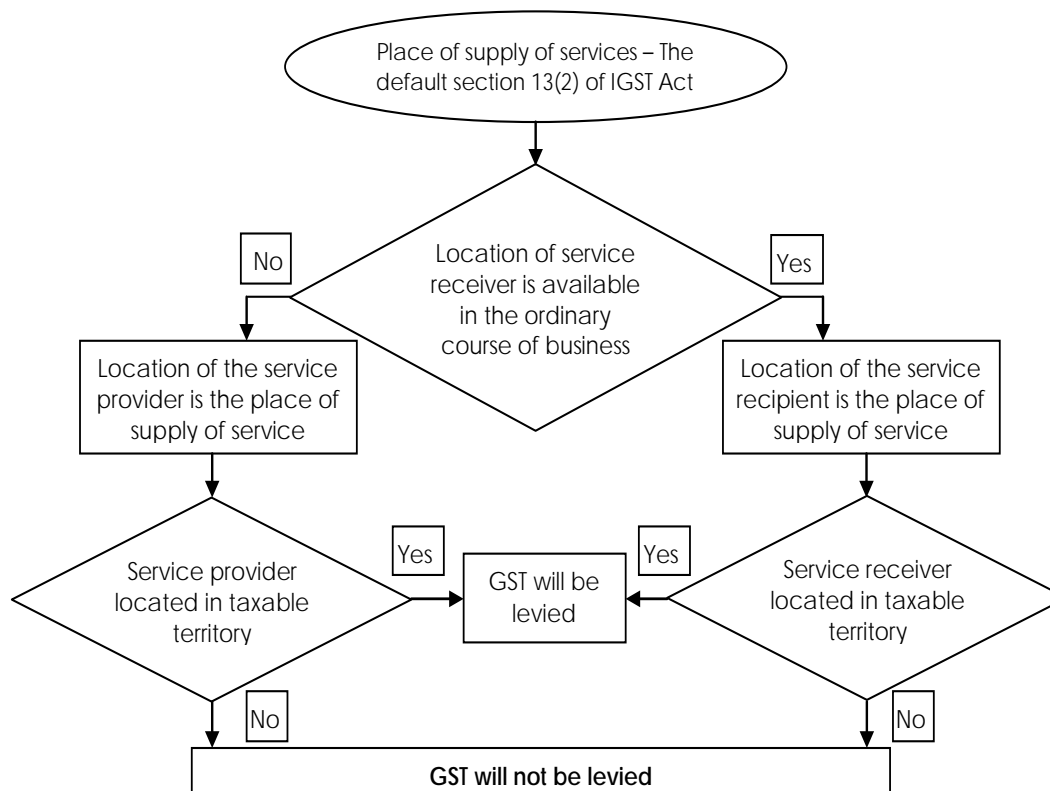 Place of supply of services – The
default section 13(2) of IGST Act
No
Location of service
receiver is available
in the ordinary
course of business
Yes
Location of the service
provider is the place of
supply of service
Location of the service
recipient is the place of
supply of service
Service provider
located in taxable
territory
Yes
GST will be
levied
Yes
Service receiver
located in taxable
territory
No
No
GST will not be levied